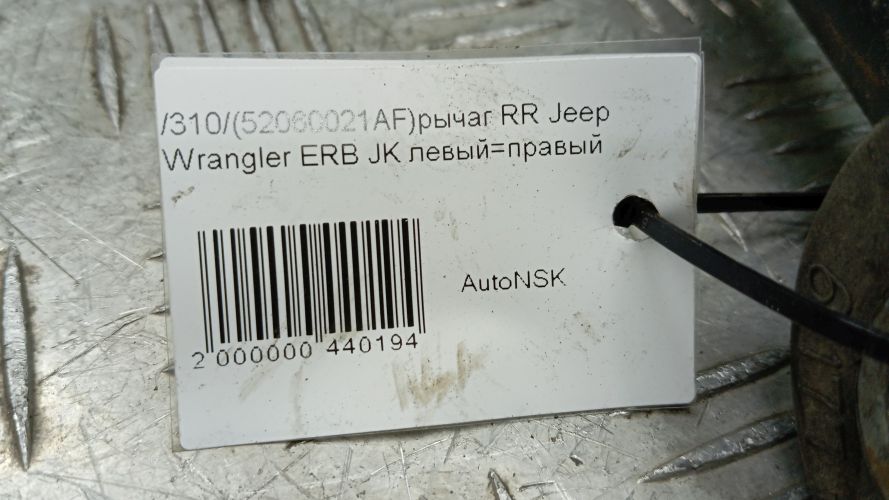 /310/(52060021AF)рычаг RR Jeep
Wrangler ERB JK левый=правый
AutoNSK
2 000000 440194